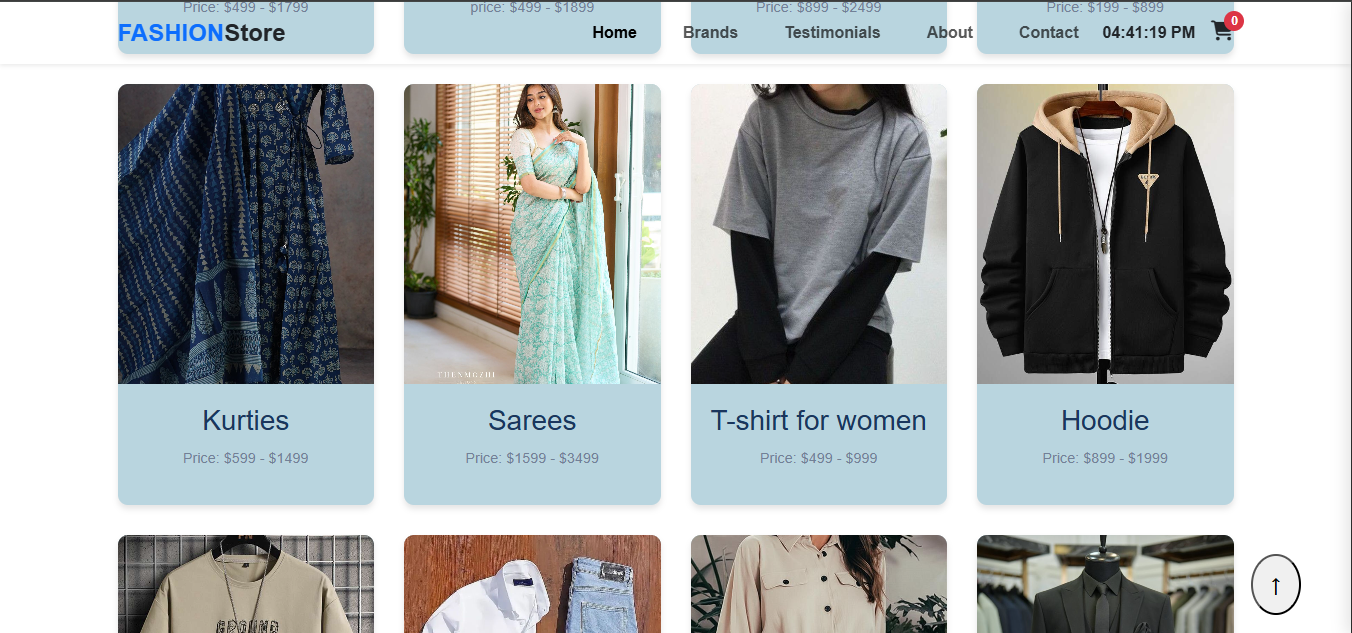 Price: $499 - $1799
price: $499 - $1899
Price: $899 - $2499
Price: $199 - $899
FASHIONStore
Home
Brands
Testimonials
About
Contact
04:41:19 PM
0
Kurties
Price: $599 - $1499
Sarees
Price: $1599 - $3499
T-shirt for women
Price: $499 - $999
Hoodie
Price: $899 - $1999
GROUND
↑